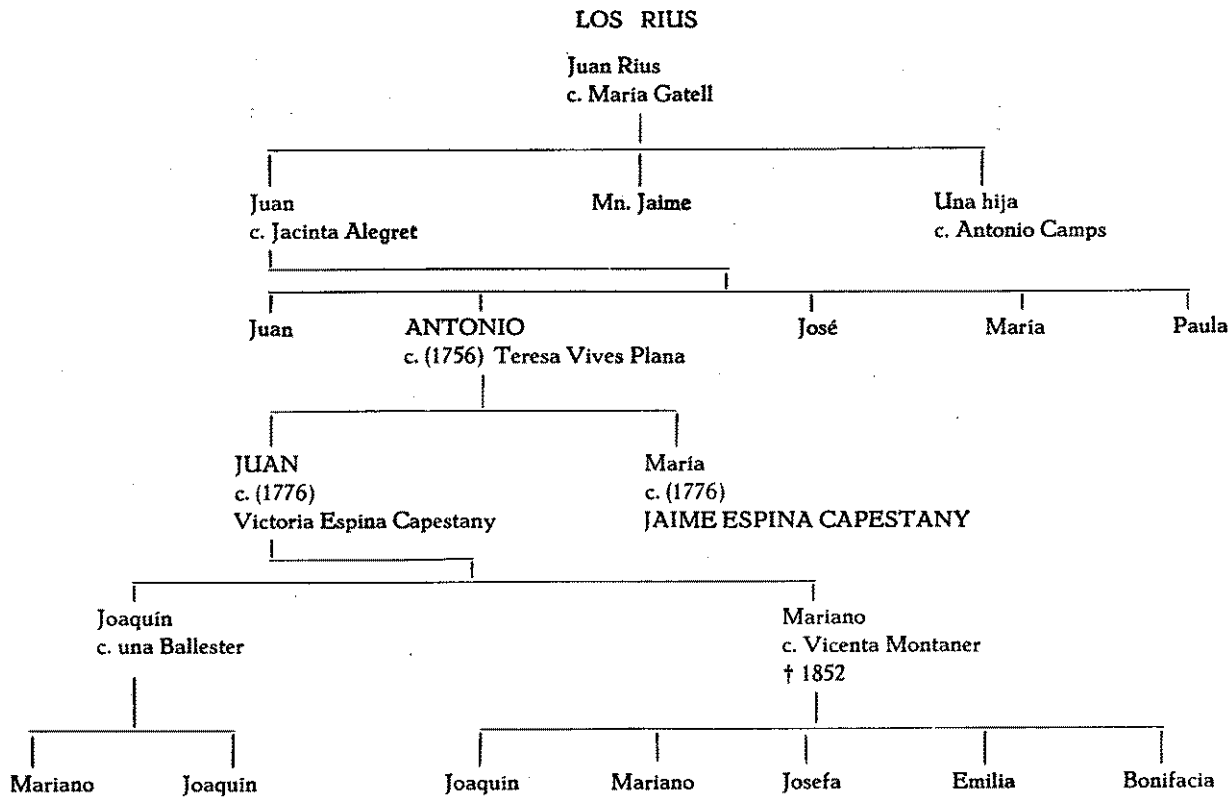 LOS RIUS
Juan Rius
c. María Gatell
Juan
c. Jacinta Alegret
Mn. Jaime
Una hija
c. Antonio Camps
Juan
ANTONIO
c. (1756) Teresa Vives Plana
José
María
Paula
JUAN
c. (1776)
Victoria Espina Capestany
María
c. (1776)
JAIME ESPINA CAPESTANY
Joaquín
c. una Ballester
Mariano
c. Vicenta Montaner
† 1852
Mariano
Joaquín
Joaquín
Mariano
Josefa
Emilia
Bonifacia